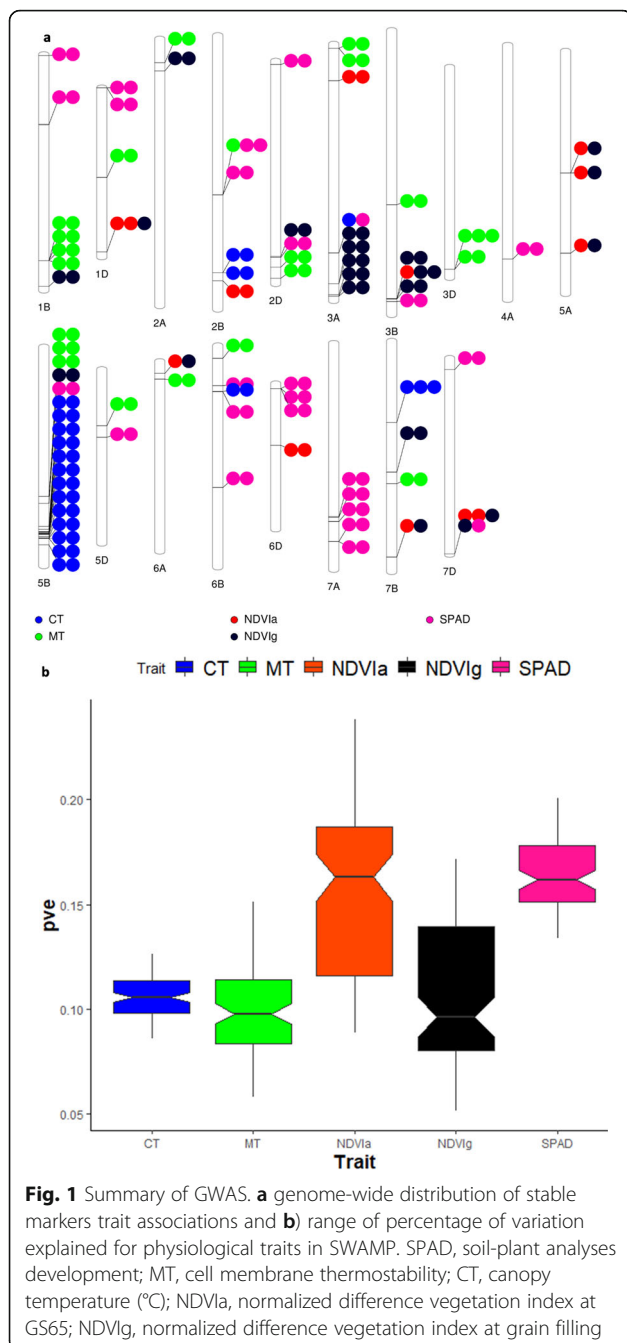 a
1B
1D
2A
2B
2D
3A
3B
3D
4A
5A
5B
5D
6A
6B
6D
7A
7B
7D
CT
NDVIa
SPAD
MT
NDVIg
b
Trait CT MT NDVIa NDVIg SPAD
pve
0.20
0.15
0.10
0.05
CT MT NDVIa NDVIg SPAD
Trait
Fig. 1 Summary of GWAS. a genome-wide distribution of stable
markers trait associations and b) range of percentage of variation
explained for physiological traits in SWAMP. SPAD, soil-plant analyses
development; MT, cell membrane thermostability; CT, canopy
temperature (°C); NDVIa, normalized difference vegetation index at
GS65; NDVIg, normalized difference vegetation index at grain filling